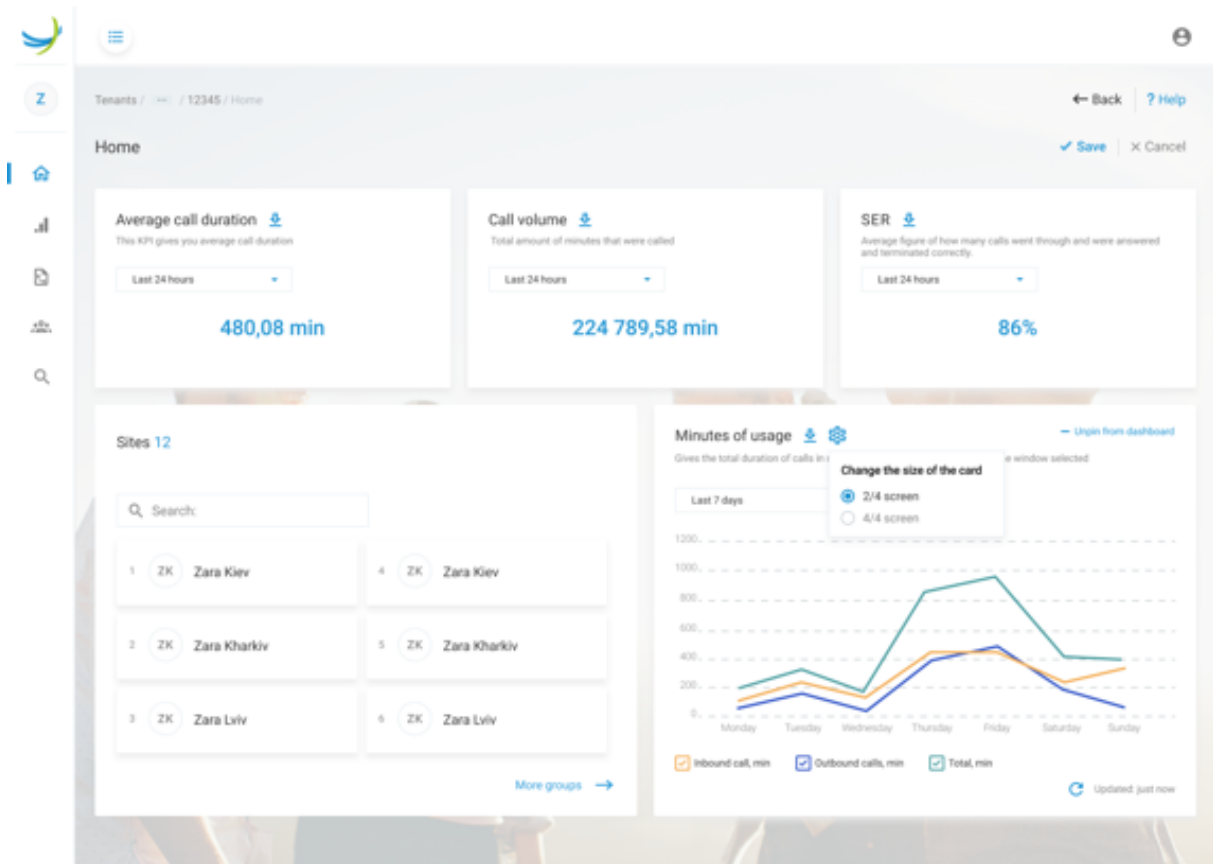 Z
Tenants / ··· / 12345 / Home
← Back
? Help
Home
Save
× Cancel
Average call duration
This KPI gives you average call duration
Last 24 hours
480,08 min
Call volume
Total amount of minutes that were called
Last 24 hours
224 789,58 min
SER
Average figure of how many calls went through and were answered
and terminated correctly.
Last 24 hours
86%
Sites 12
Search:
1 ZK Zara Kiev
4 ZK Zara Kiev
2 ZK Zara Kharkiv
5 ZK Zara Kharkiv
3 ZK Zara Lviv
6 ZK Zara Lviv
More groups →
Minutes of usage
— Unpin from dashboard
Gives the total duration of calls in
window selected
Change the size of the card
2/4 screen
4/4 screen
Last 7 days
1200
1000
800
600
400
200
0
Monday Tuesday Wednesday Thursday Friday Saturday Sunday
Inbound call, min
Outbound calls, min
Total, min
Updated: just now